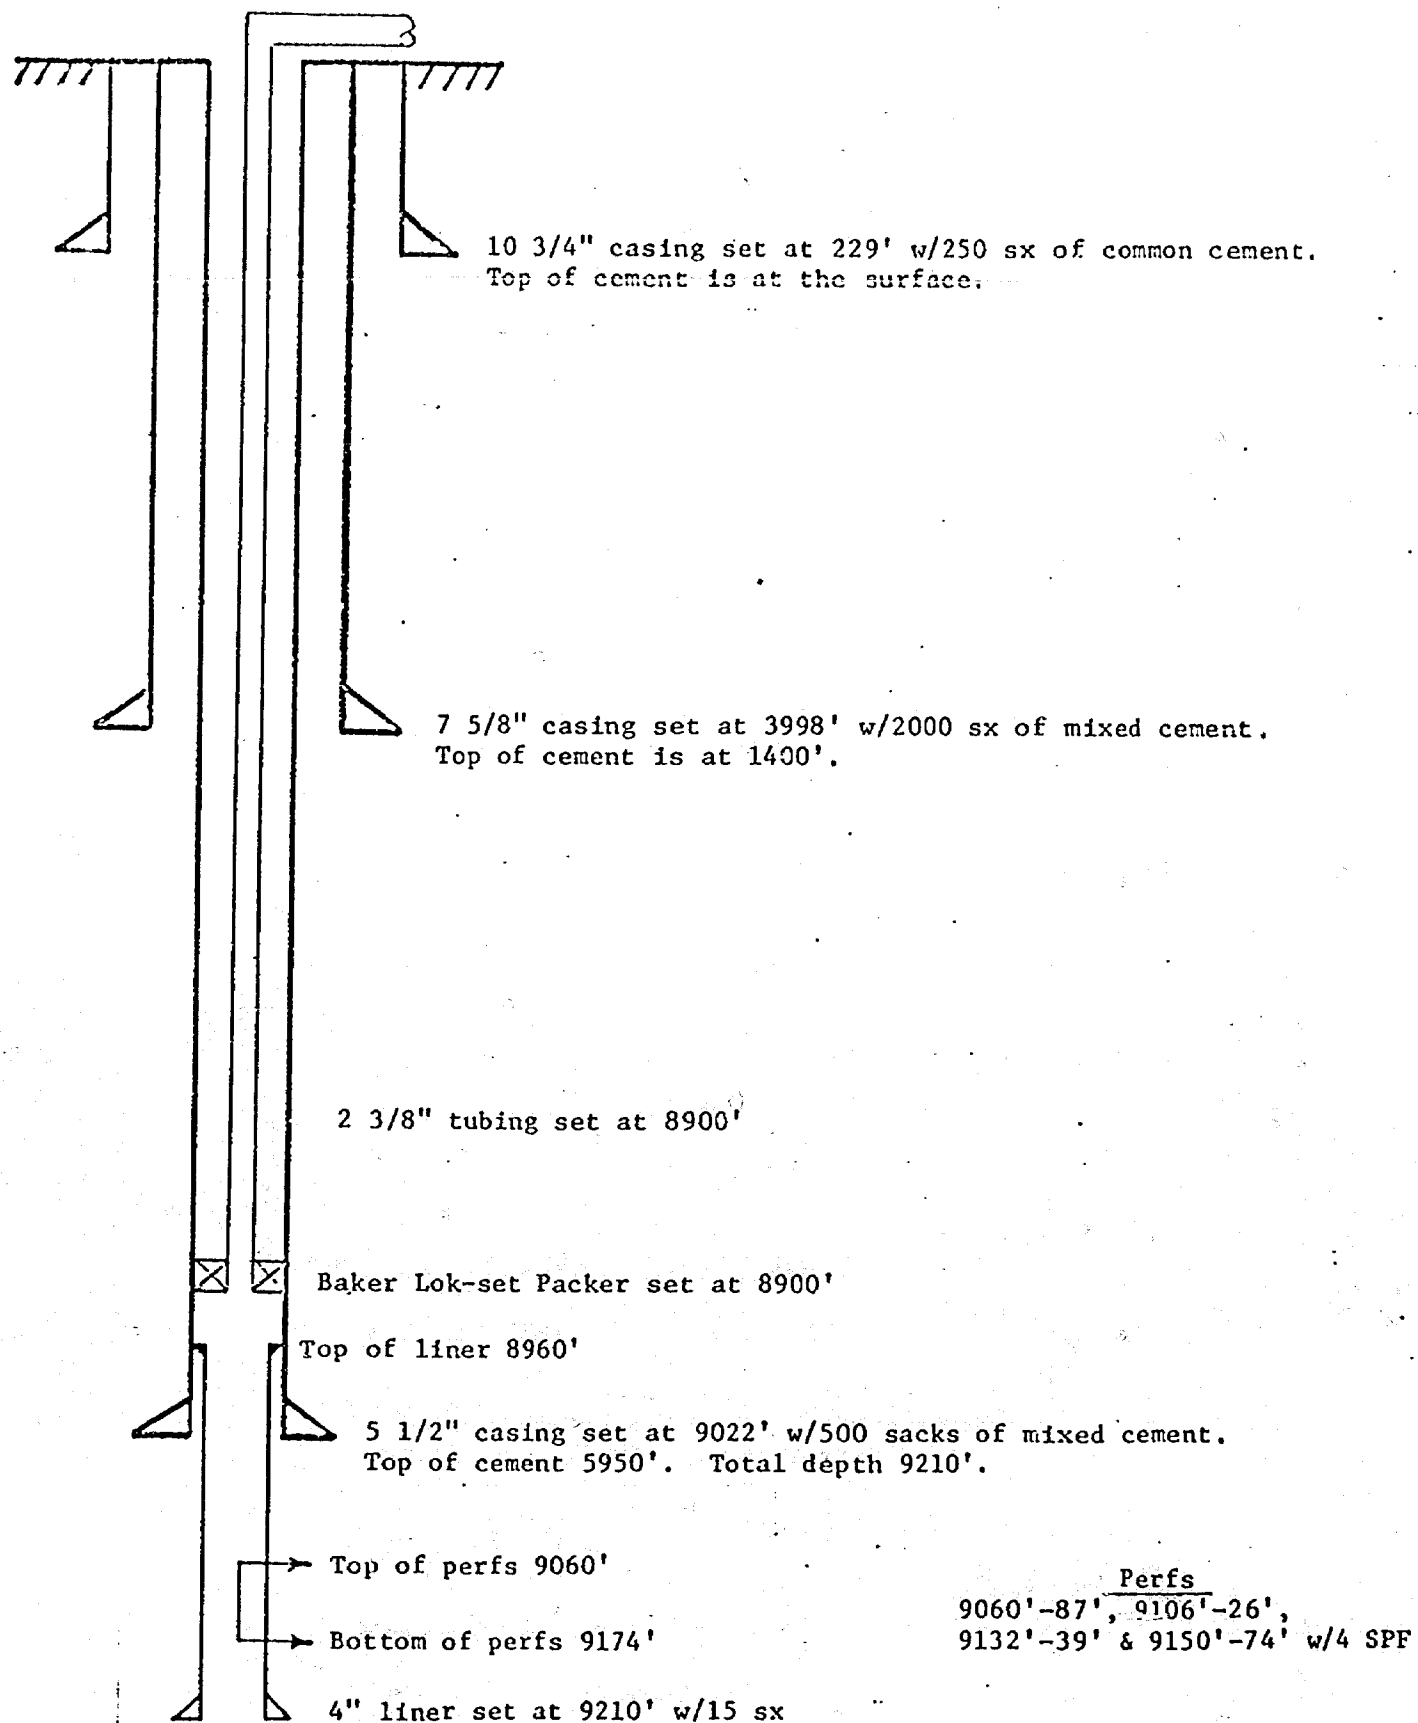 10 3/4" casing set at 229' w/250 sx of common cement.
Top of cement is at the surface.
7 5/8" casing set at 3998' w/2000 sx of mixed cement.
Top of cement is at 1400'.
2 3/8" tubing set at 8900'
Baker Lok-set Packer set at 8900'
Top of liner 8960'
5 1/2" casing set at 9022' w/500 sacks of mixed cement.
Top of cement 5950'. Total depth 9210'.
Top of perfs 9060'
Bottom of perfs 9174'
Perfs
9060'-87', 9106'-26',
9132'-39' & 9150'-74' w/4 SPF
4" liner set at 9210' w/15 sx